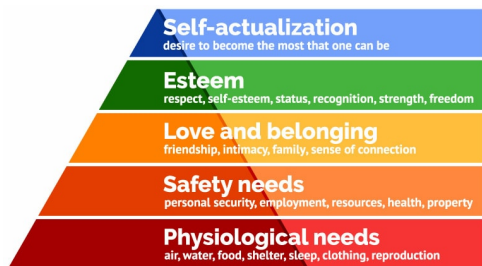 Self-actualization
desire to become the most that one can be
Esteem
respect, self-esteem, status, recognition, strength, freedom
Love and belonging
friendship, intimacy, family, sense of connection
Safety needs
personal security, employment, resources, health, property
Physiological needs
air, water, food, shelter, sleep, clothing, reproduction